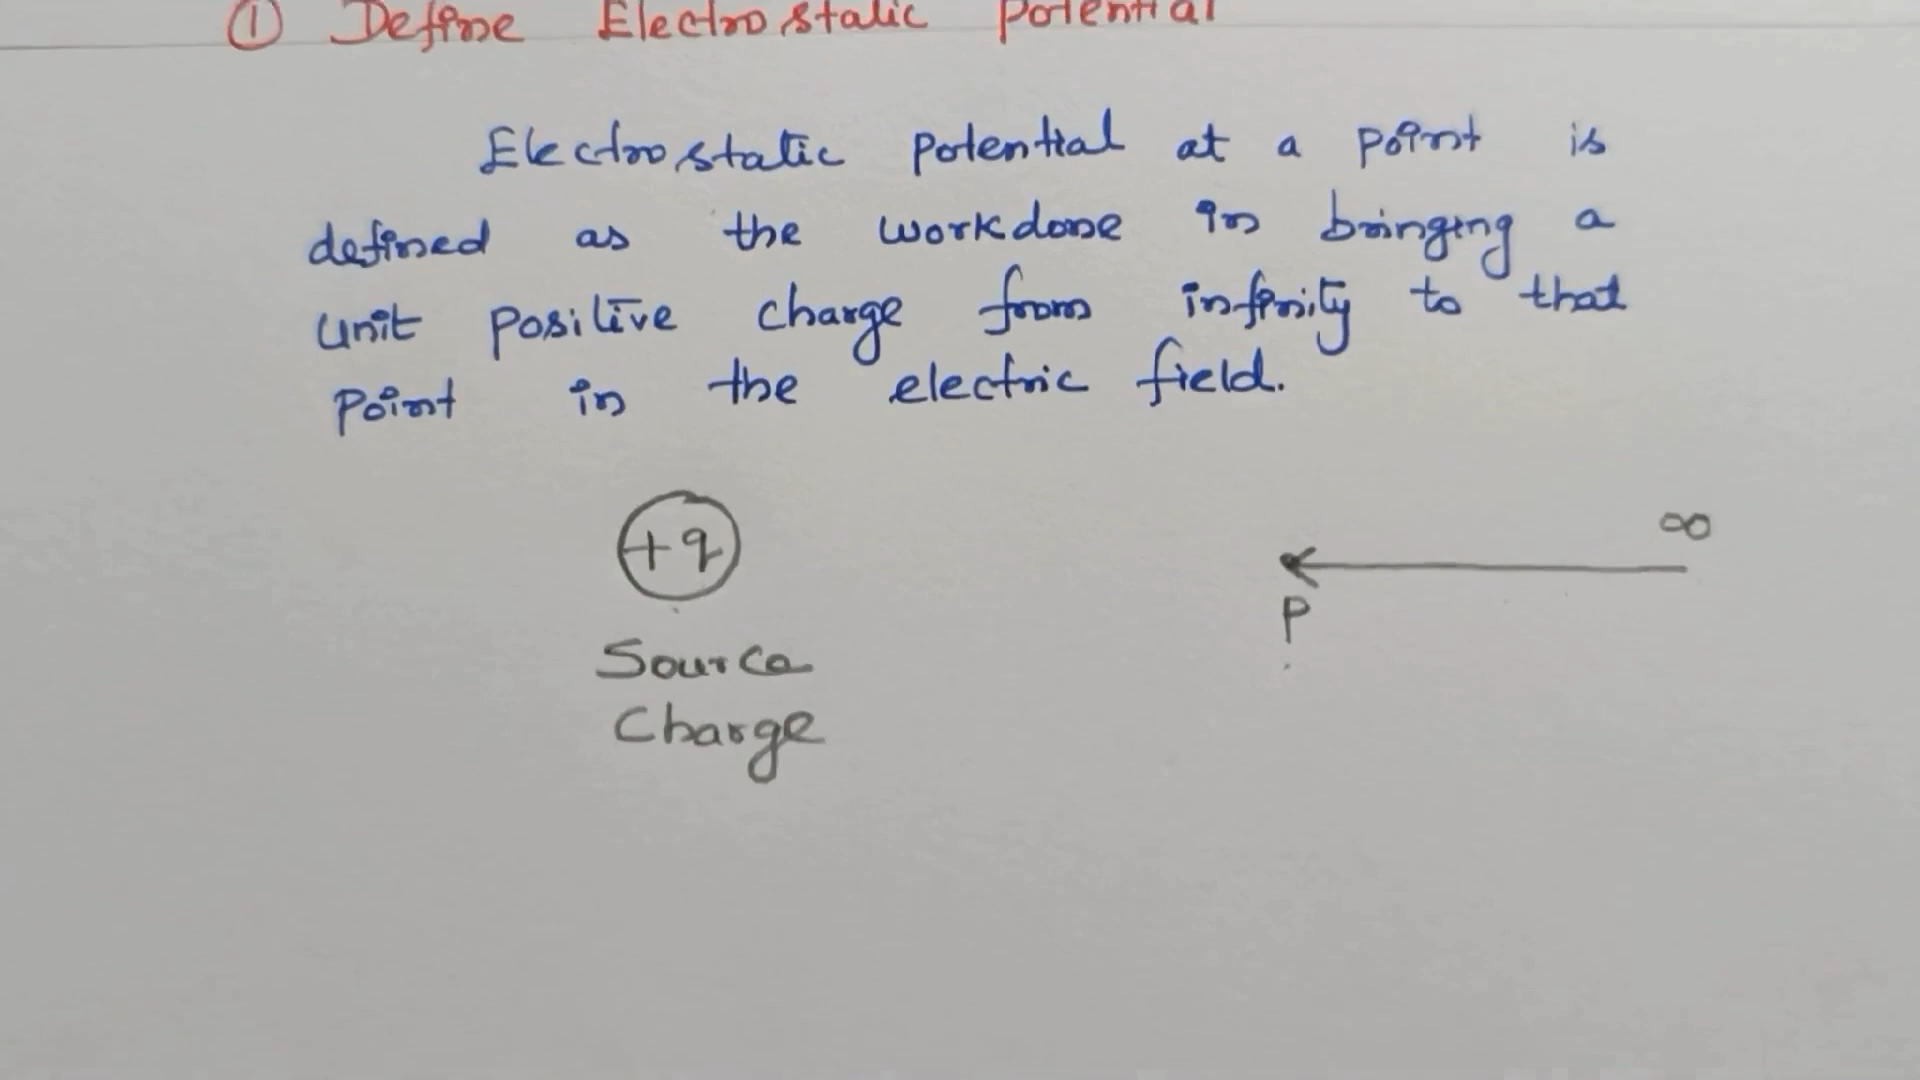 ① Define Electrostatic Potential
Electrostatic Potential at a point is
defined as the workdone in bringing a
unit positive charge from infinity to that
point in the electric field.
+q
∞
P
Source
Charge